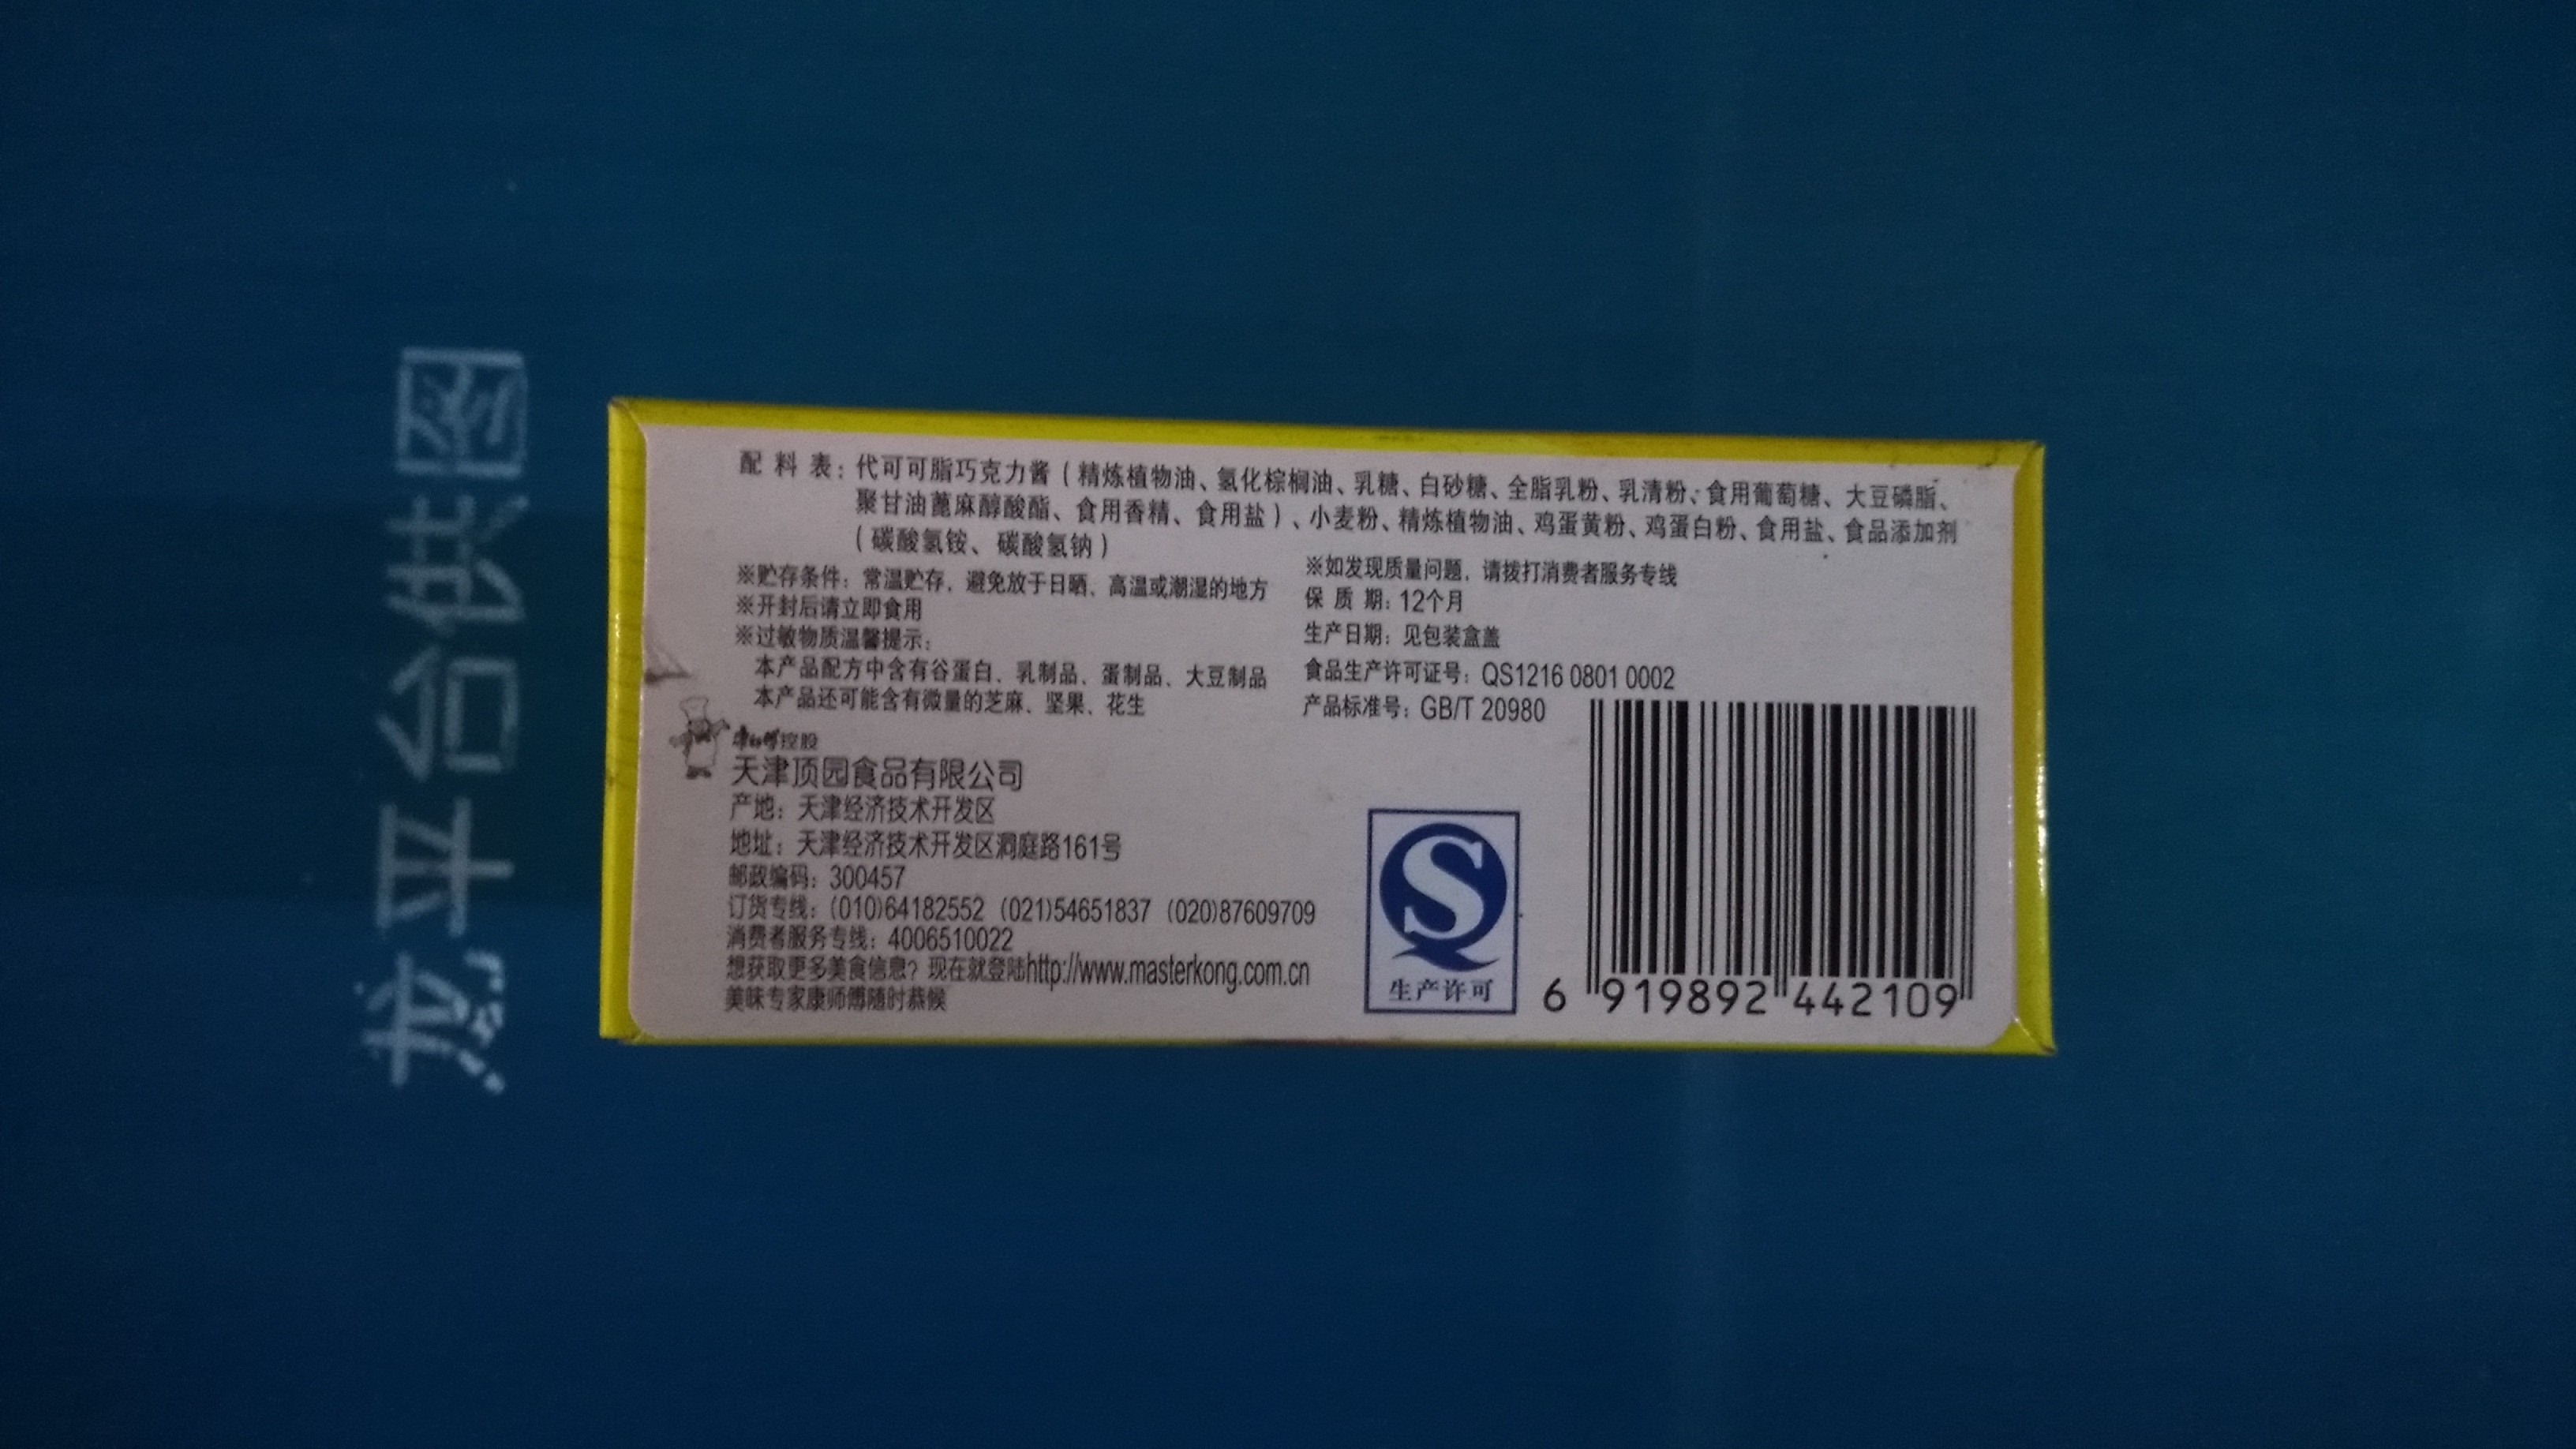 配料表：代可可脂巧克力酱（精炼植物油、氢化棕榈油、乳糖、白砂糖、全脂乳粉、乳清粉、食用葡萄糖、大豆磷脂、
聚甘油蓖麻醇酸酯、食用香精、食用盐）、小麦粉、精炼植物油、鸡蛋黄粉、鸡蛋白粉、食用盐、食品添加剂
（碳酸氢铵、碳酸氢钠）
※贮存条件：常温贮存，避免放于日晒、高温或潮湿的地方
※开封后请立即食用
※过敏物质温馨提示：
本产品配方中含有谷蛋白、乳制品、蛋制品、大豆制品
本产品还可能含有微量的芝麻、坚果、花生
※如发现质量问题，请拨打消费者服务专线
保质期：12个月
生产日期：见包装盒盖
食品生产许可证号：QS1216 0801 0002
产品标准号：GB/T 20980
康师傅控股
天津顶园食品有限公司
产地：天津经济技术开发区
地址：天津经济技术开发区洞庭路161号
邮政编码：300457
订货专线：(010)64182552 (021)54651837 (020)87609709
消费者服务专线：4006510022
想获取更多美食信息？现在就登陆http://www.masterkong.com.cn
美味专家康师傅随时恭候
QS
生产许可
6 919892 442109
龙平台供图